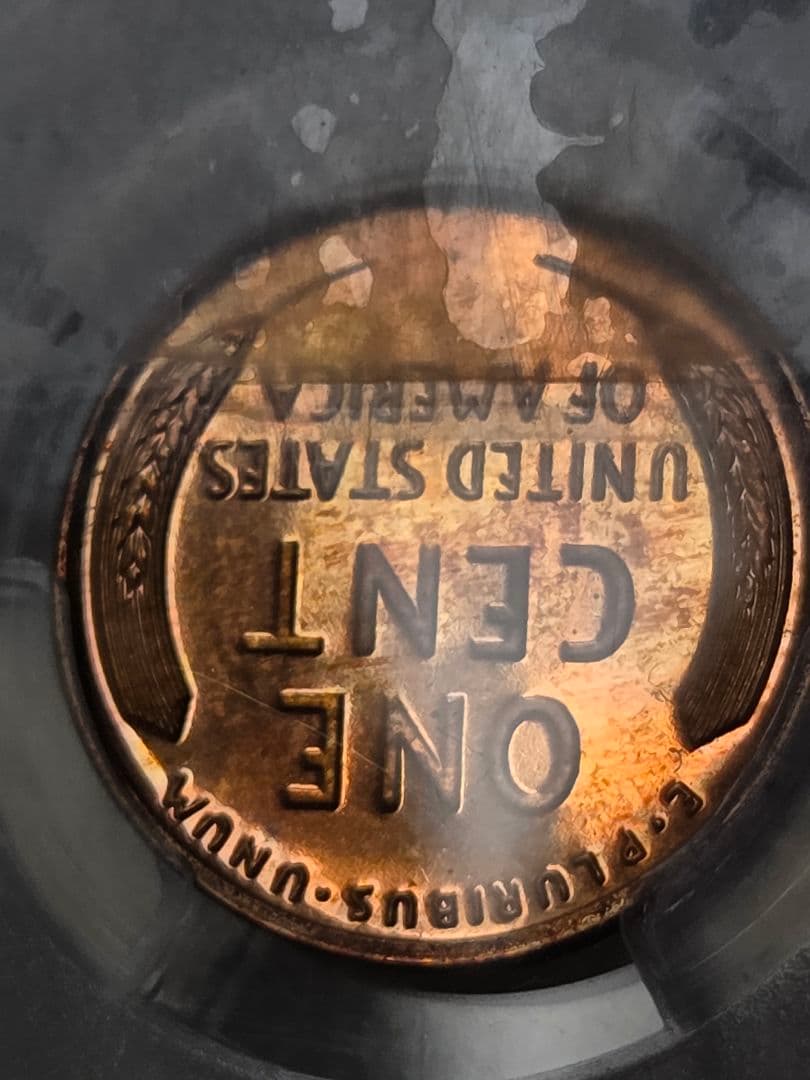 E·PLURIBUS·UNUM
ONE
CENT
UNITED STATES
OF AMERICA